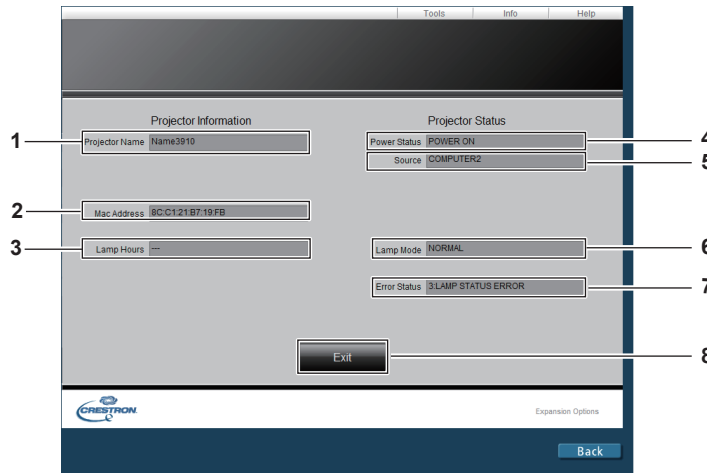 Tools Info Help
Projector Information Projector Status
1 Projector Name Name3910 Power Status POWER ON 4
Source COMPUTER2 5
2 Mac Address 8C:C1:21:B7:19:FB
3 Lamp Hours --- Lamp Mode NORMAL 6
Error Status 3:LAMP STATUS ERROR 7
Exit 8
CRESTRON. Expansion Options
Back